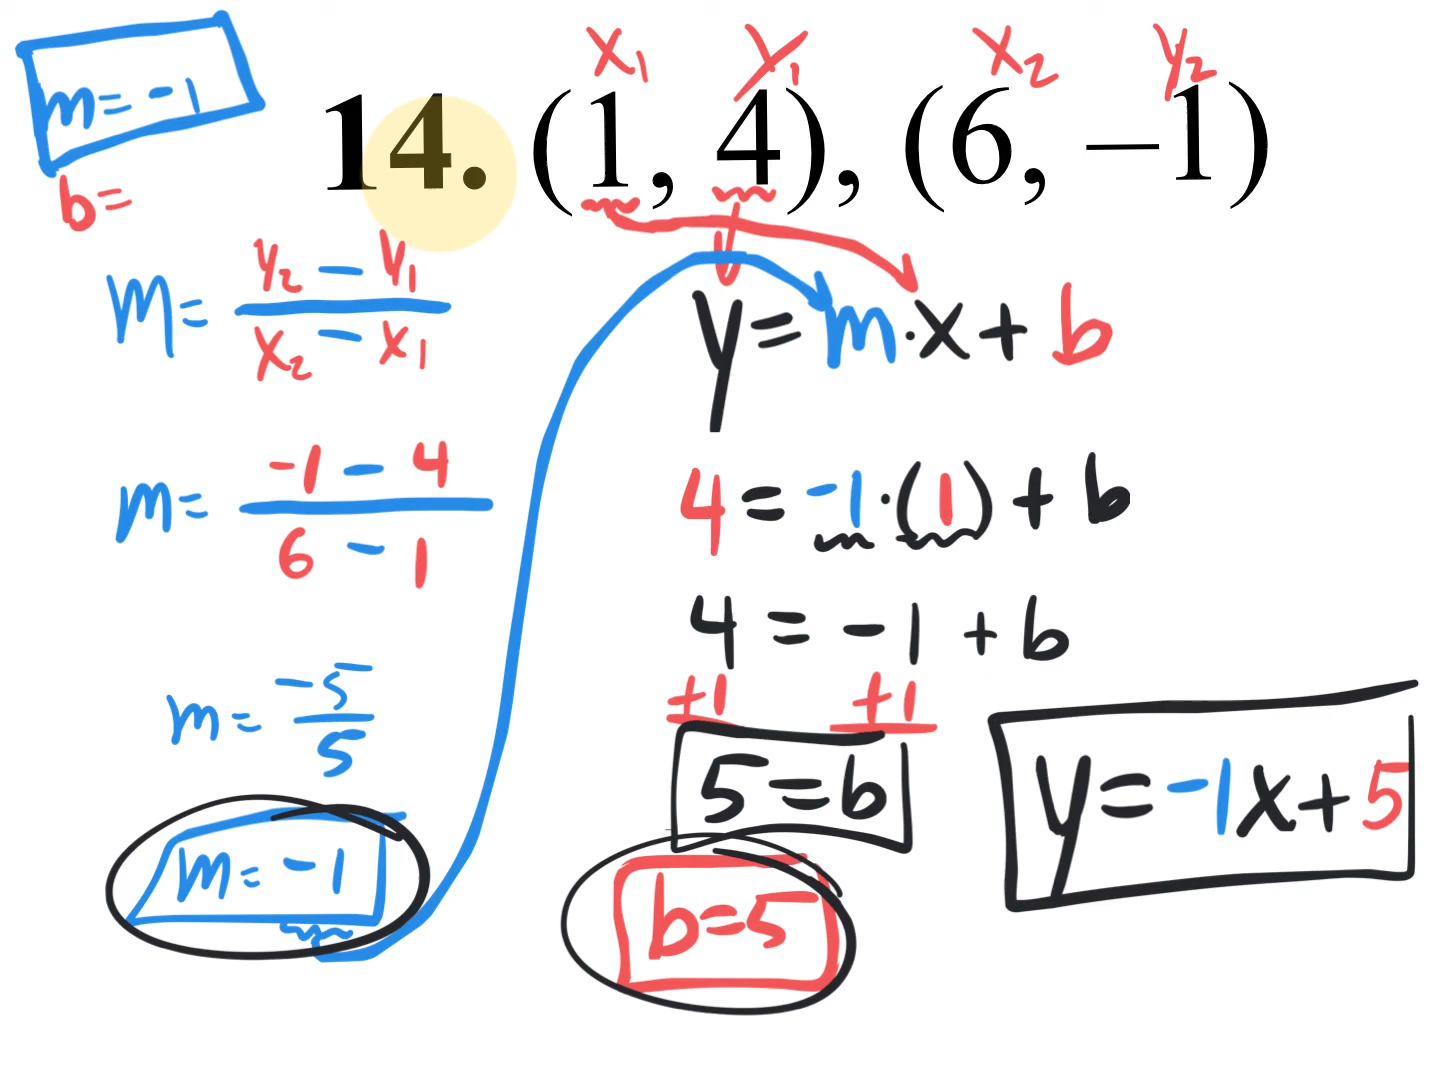 x₁ y₁ x₂ y₂
m = -1
14. (1, 4), (6, −1)
b =
m = y₂ - y₁
x₂ - x₁
y = m·x + b
m = -1 - 4
6 - 1
4 = -1·(1) + b
4 = -1 + b
+1 +1
m = -5
5
5 = b
y = -1x + 5
m = -1
b = 5